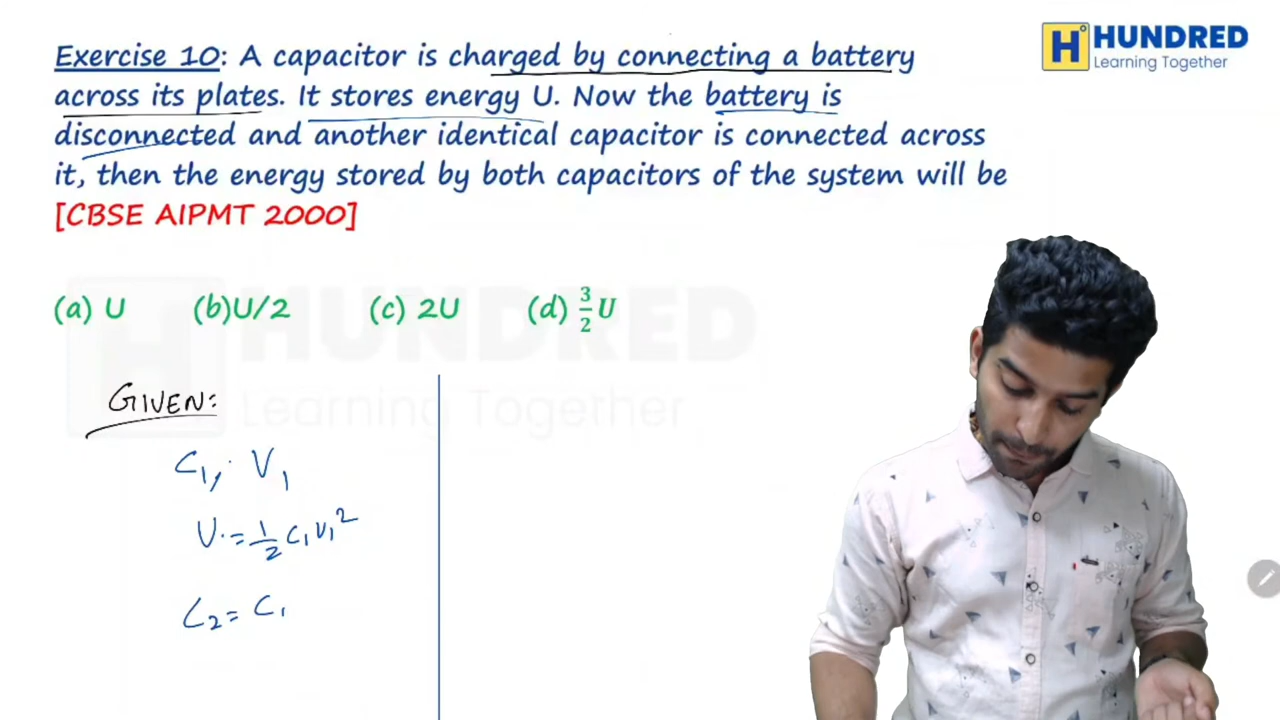 Exercise 10: A capacitor is charged by connecting a battery
across its plates. It stores energy U. Now the battery is
disconnected and another identical capacitor is connected across
it, then the energy stored by both capacitors of the system will be
[CBSE AIPMT 2000]
H HUNDRED
Learning Together
(a) U (b)U/2 (c) 2U (d) 3/2 U
H HUNDRED
Learning Together
GIVEN:
C₁, V₁
U = 1/2 C₁V₁²
C₂ = C₁